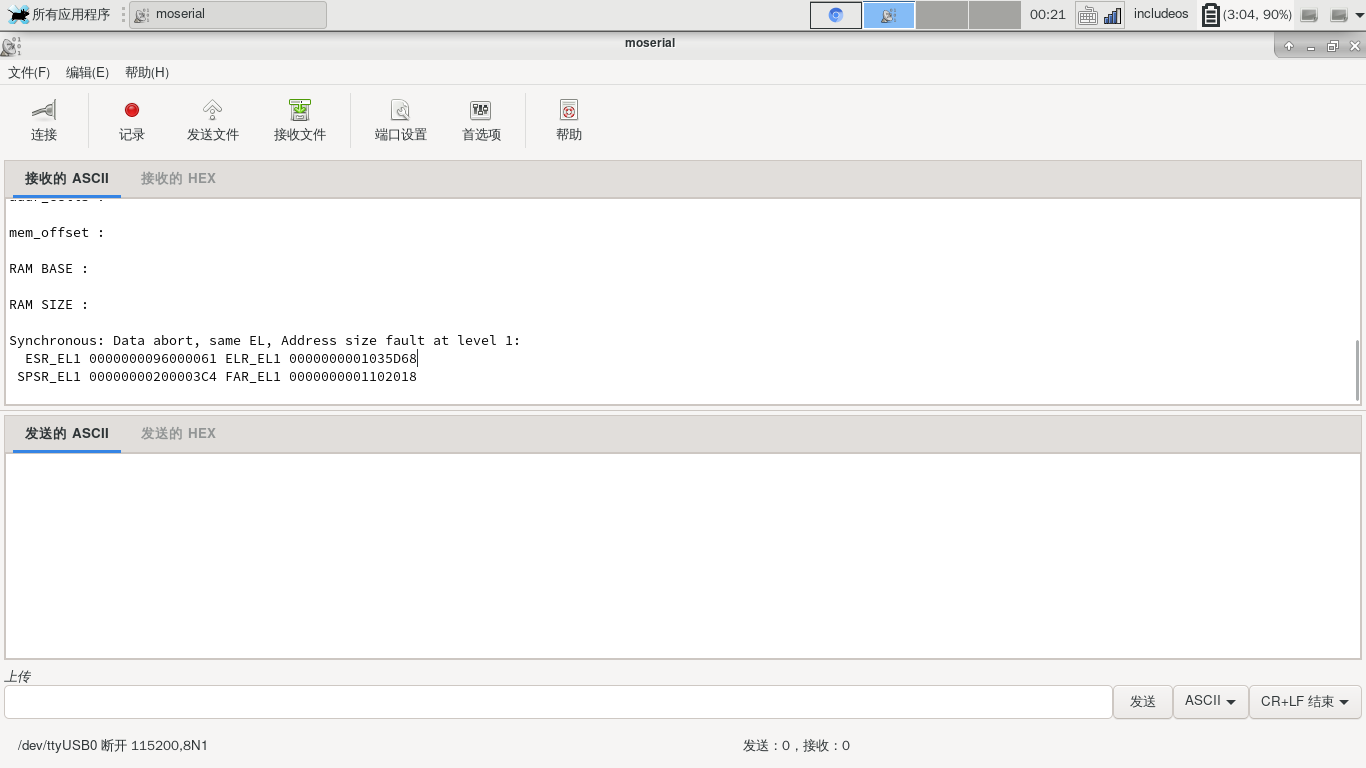 所有应用程序 moserial 00:21 includeos (3:04, 90%)
moserial
文件(F) 编辑(E) 帮助(H)
连接 记录 发送文件 接收文件 端口设置 首选项 帮助
接收的 ASCII 接收的 HEX
mem_offset :
RAM BASE :
RAM SIZE :
Synchronous: Data abort, same EL, Address size fault at level 1:
ESR_EL1 0000000096000061 ELR_EL1 0000000001035D68
SPSR_EL1 00000000200003C4 FAR_EL1 0000000001102018
发送的 ASCII 发送的 HEX
上传
发送 ASCII CR+LF 结束
/dev/ttyUSB0 断开 115200,8N1 发送：0，接收：0